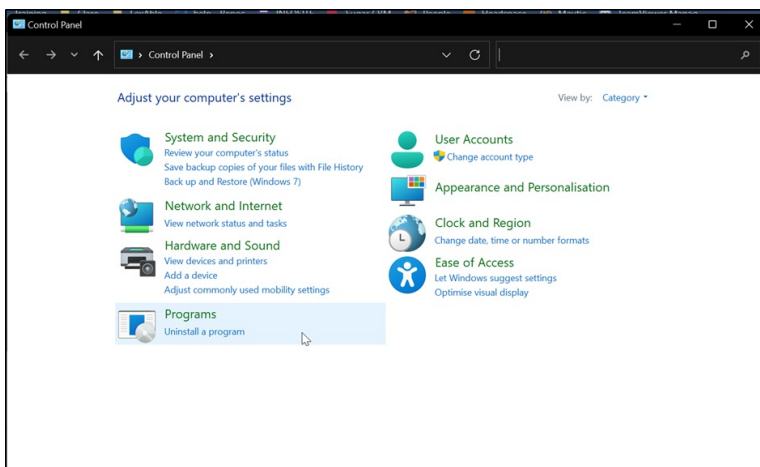 Control Panel
Control Panel
Adjust your computer's settings
View by: Category
System and Security
Review your computer's status
Save backup copies of your files with File History
Back up and Restore (Windows 7)
Network and Internet
View network status and tasks
Hardware and Sound
View devices and printers
Add a device
Adjust commonly used mobility settings
Programs
Uninstall a program
User Accounts
Change account type
Appearance and Personalisation
Clock and Region
Change date, time or number formats
Ease of Access
Let Windows suggest settings
Optimise visual display